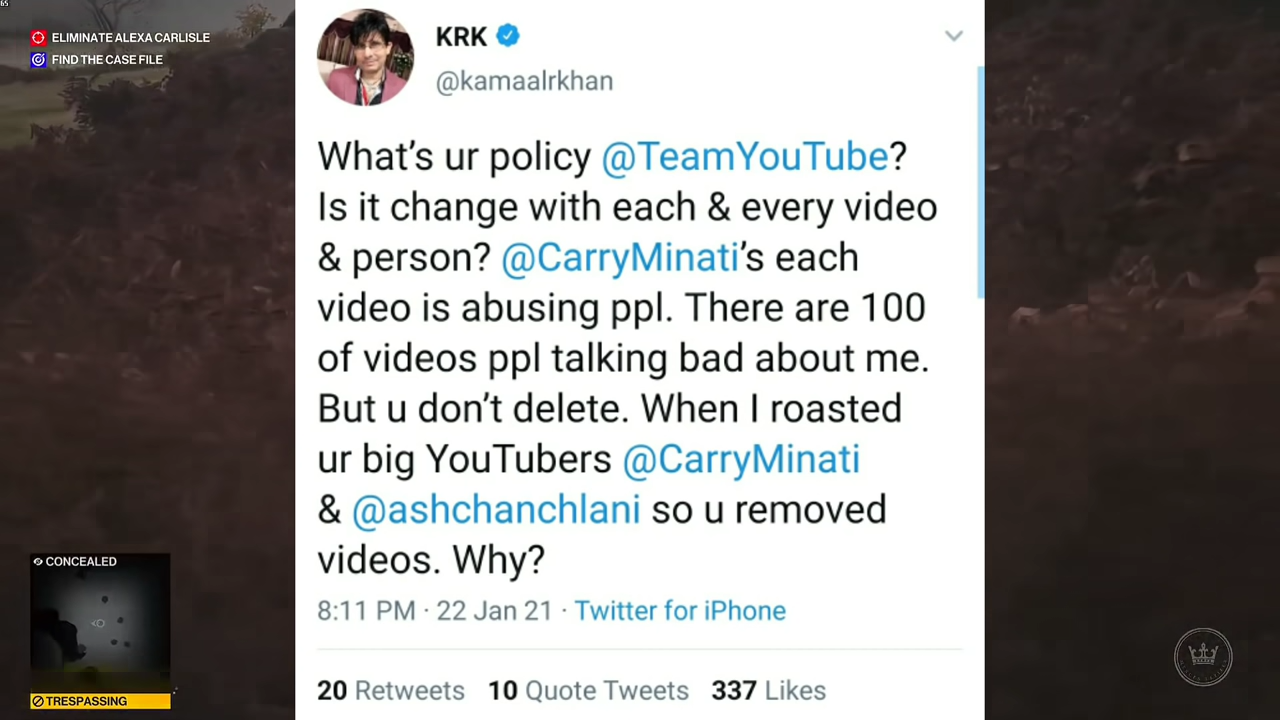 65
ELIMINATE ALEXA CARLISLE
FIND THE CASE FILE
KRK
@kamaalrkhan
What's ur policy @TeamYouTube?
Is it change with each & every video
& person? @CarryMinati's each
video is abusing ppl. There are 100
of videos ppl talking bad about me.
But u don't delete. When I roasted
ur big YouTubers @CarryMinati
& @ashchanchlani so u removed
videos. Why?
8:11 PM · 22 Jan 21 · Twitter for iPhone
20 Retweets 10 Quote Tweets 337 Likes
CONCEALED
TRESPASSING